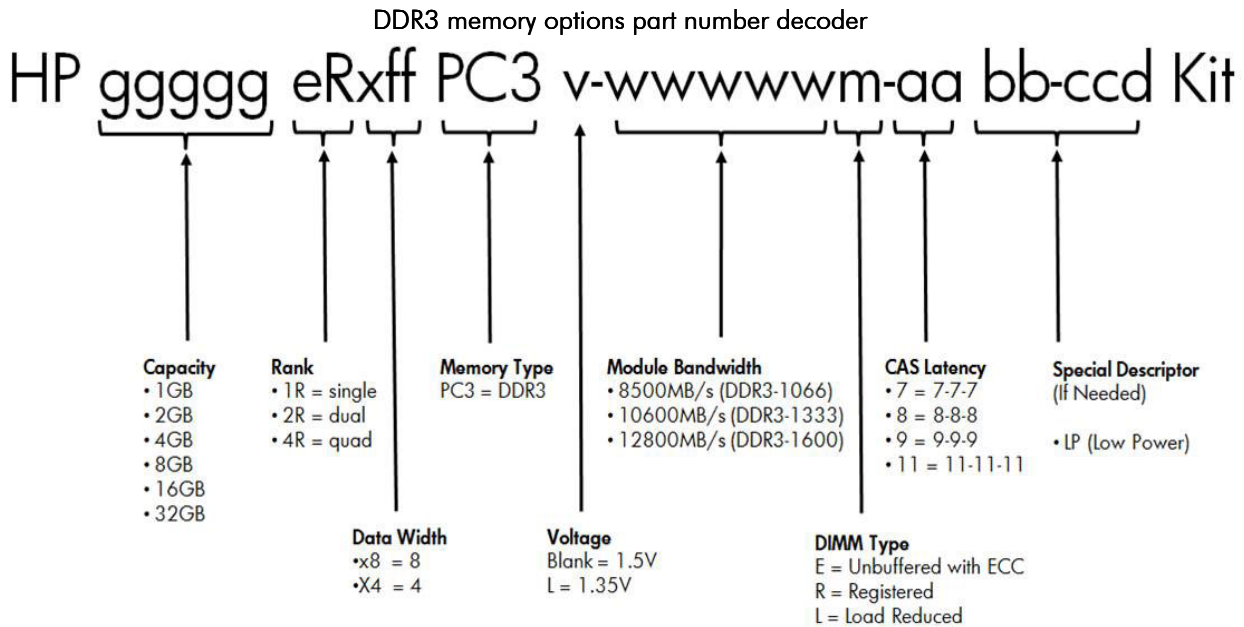 DDR3 memory options part number decoder
HP ggggg eRxff PC3 v-wwwwwm-aa bb-ccd Kit
Capacity
• 1GB
• 2GB
• 4GB
• 8GB
• 16GB
• 32GB
Rank
• 1R = single
• 2R = dual
• 4R = quad
Data Width
•x8 = 8
•X4 = 4
Memory Type
PC3 = DDR3
Voltage
Blank = 1.5V
L = 1.35V
Module Bandwidth
• 8500MB/s (DDR3-1066)
• 10600MB/s (DDR3-1333)
• 12800MB/s (DDR3-1600)
DIMM Type
E = Unbuffered with ECC
R = Registered
L = Load Reduced
CAS Latency
• 7 = 7-7-7
• 8 = 8-8-8
• 9 = 9-9-9
• 11 = 11-11-11
Special Descriptor
(If Needed)
• LP (Low Power)